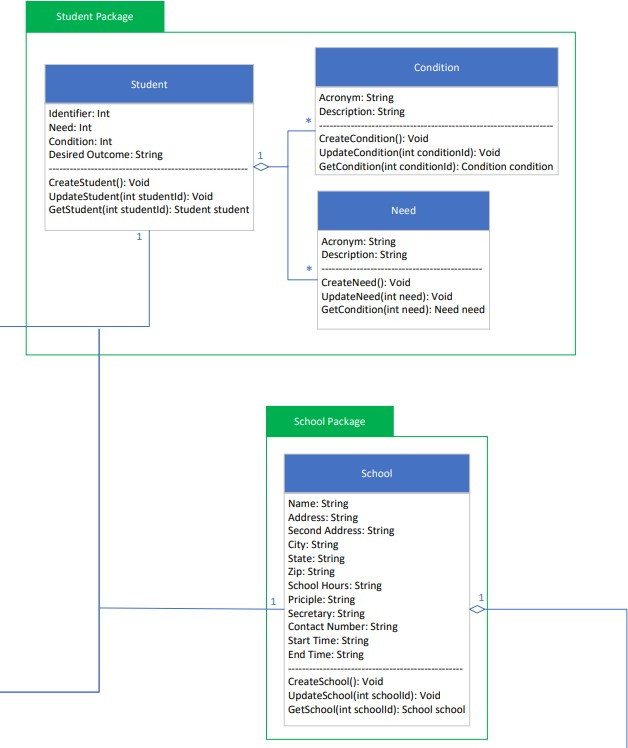 Student Package
Student
Identifier: Int
Need: Int
Condition: Int
Desired Outcome: String
CreateStudent(): Void
UpdateStudent(int studentId): Void
GetStudent(int studentId): Student student
1
1
Condition
Acronym: String
Description: String
*
CreateCondition(): Void
UpdateCondition(int conditionId): Void
GetCondition(int conditionId): Condition condition
Need
Acronym: String
Description: String
*
CreateNeed(): Void
UpdateNeed(int need): Void
GetCondition(int need): Need need
School Package
School
Name: String
Address: String
Second Address: String
City: String
State: String
Zip: String
School Hours: String
Priciple: String
Secretary: String
Contact Number: String
Start Time: String
End Time: String
1
1
CreateSchool(): Void
UpdateSchool(int schoolId): Void
GetSchool(int schoolId): School school